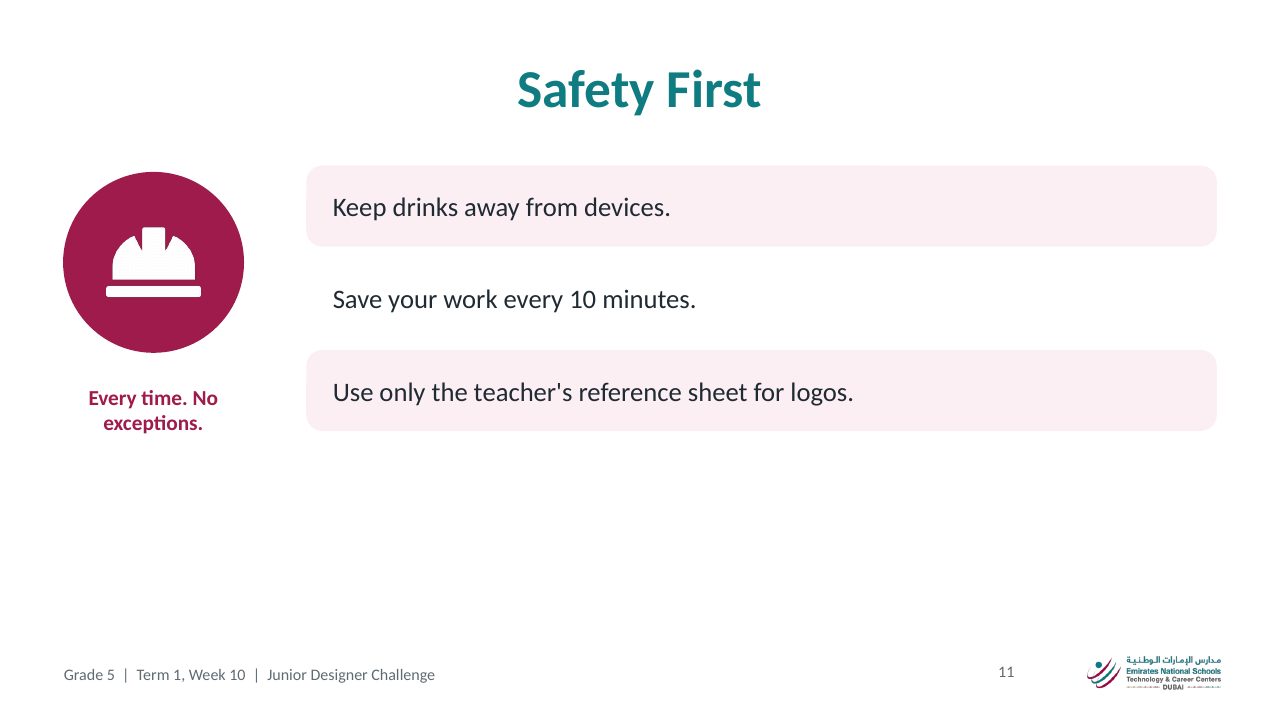 Safety First
Keep drinks away from devices.
Save your work every 10 minutes.
Use only the teacher's reference sheet for logos.
Every time. No
exceptions.
Grade 5 | Term 1, Week 10 | Junior Designer Challenge
11
مدارس الإمارات الوطنية
Emirates National Schools
Technology & Career Centers
DUBAI